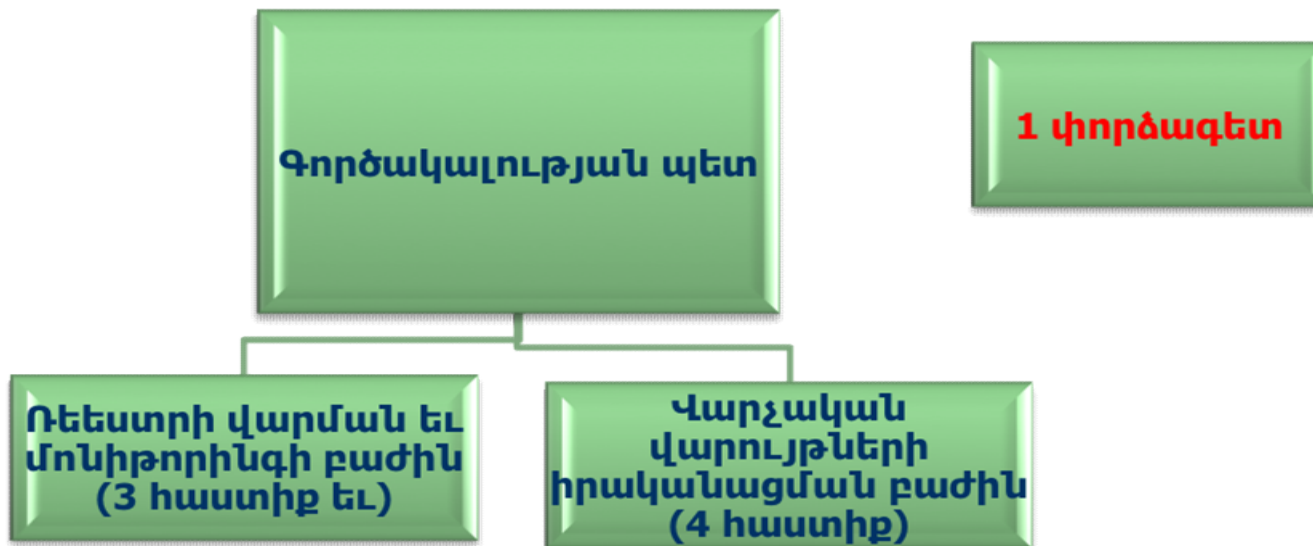 Գործակալության պետ
1 փորձագետ
Ռեեստրի վարման եւ
մոնիթորինգի բաժին
(3 հաստիք եւ)
Վարչական
վարույթների
իրականացման բաժին
(4 հաստիք)